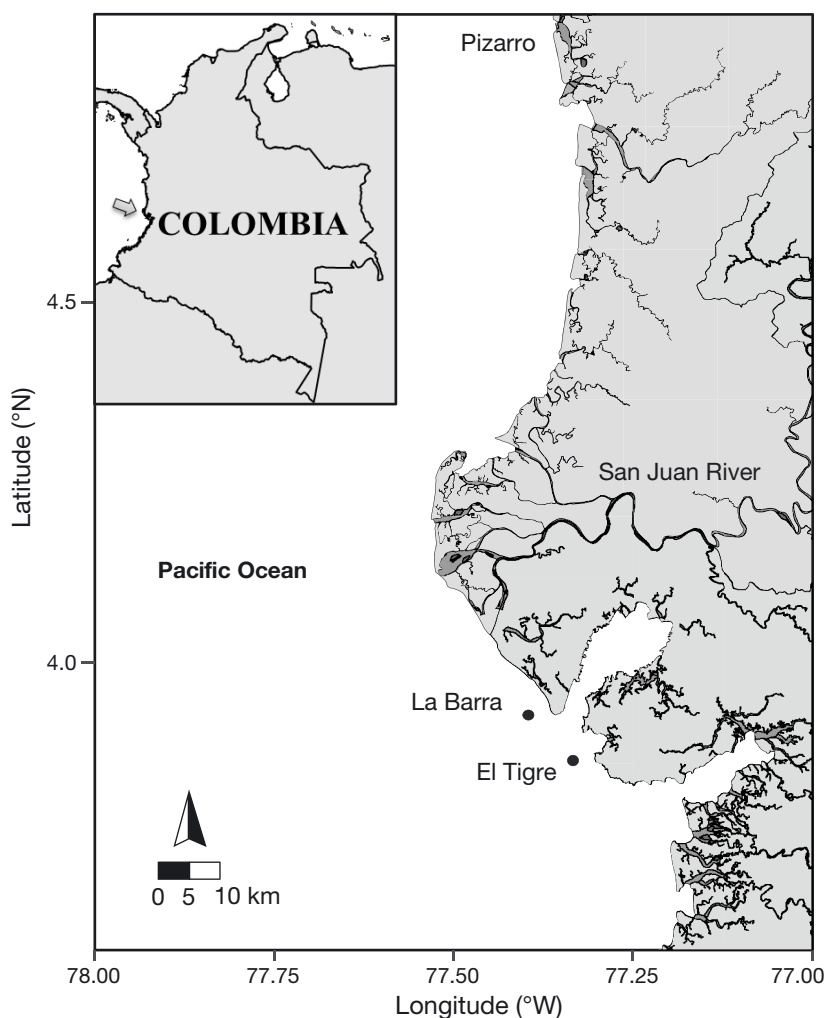 Pizarro
COLOMBIA
4.5
Latitude (°N)
San Juan River
Pacific Ocean
4.0
La Barra
El Tigre
0 5 10 km
78.00 77.75 77.50 77.25 77.00
Longitude (°W)